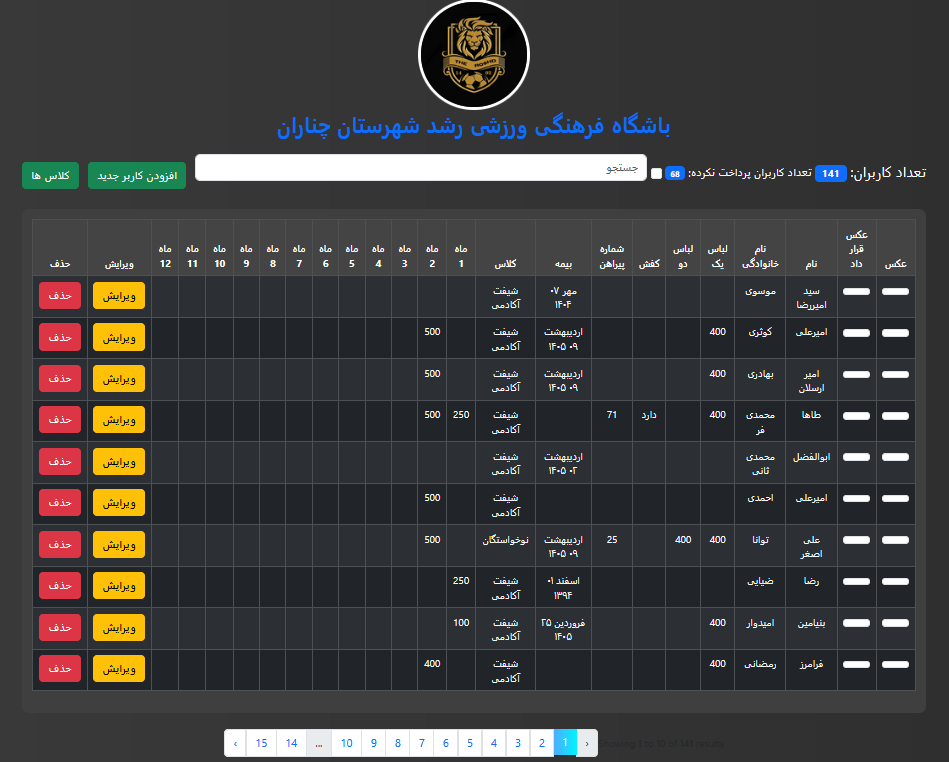 THE ROSHD
باشگاه فرهنگی ورزشی رشد شهرستان چناران
تعداد کاربران: 141 تعداد کاربران پرداخت نکرده: 68 جستجو افزودن کاربر جدید کلاس ها
عکس عکس قرار داد نام نام خانوادگی لباس یک لباس دو کفش شماره پیراهن بیمه کلاس ماه 1 ماه 2 ماه 3 ماه 4 ماه 5 ماه 6 ماه 7 ماه 8 ماه 9 ماه 10 ماه 11 ماه 12 ویرایش حذف
سید امیررضا موسوی مهر ۰۷ ۱۴۰۴ شیفت آکادمی ویرایش حذف
امیرعلی کوثری 400 اردیبهشت ۰۹ ۱۴۰۵ شیفت آکادمی 500 ویرایش حذف
امیر ارسلان بهادری 400 اردیبهشت ۰۹ ۱۴۰۵ شیفت آکادمی 500 ویرایش حذف
طاها محمدی فر 400 دارد 71 شیفت آکادمی 250 500 ویرایش حذف
ابوالفضل محمدی ثانی اردیبهشت ۰۲ ۱۴۰۵ شیفت آکادمی ویرایش حذف
امیرعلی احمدی شیفت آکادمی 500 ویرایش حذف
علی اصغر توانا 400 400 25 اردیبهشت ۰۹ ۱۴۰۵ نوخواستگان 500 ویرایش حذف
رضا ضیایی اسفند ۰۱ ۱۳۹۴ شیفت آکادمی 250 ویرایش حذف
بنیامین امیدوار 400 فروردین ۲۵ ۱۴۰۵ شیفت آکادمی 100 ویرایش حذف
فرامرز رمضانی 400 شیفت آکادمی 400 ویرایش حذف
Showing 1 to 10 of 141 results ‹ 1 2 3 4 5 6 7 8 9 10 ... 14 15 ›